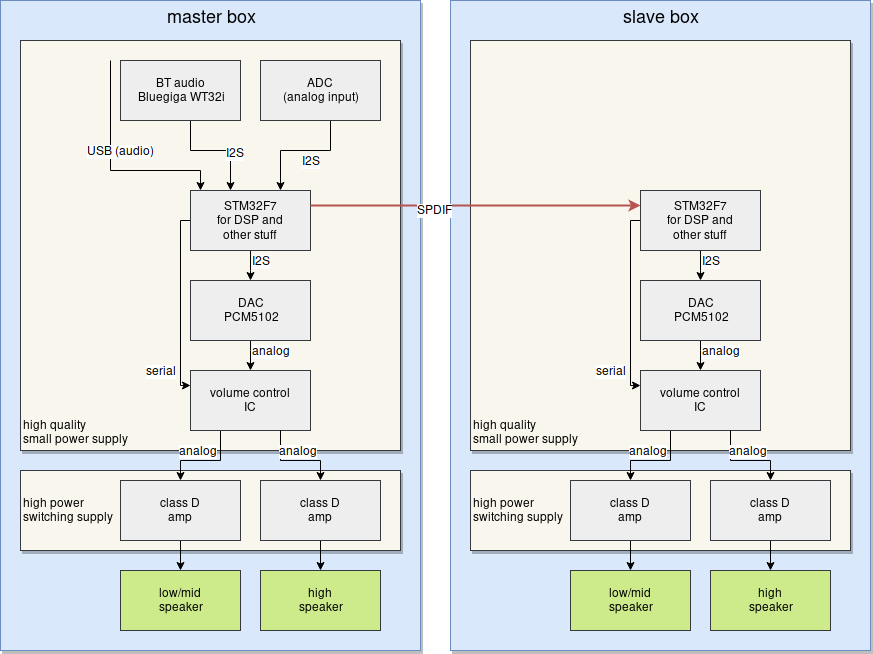 master box
slave box
BT audio
Bluegiga WT32i
ADC
(analog input)
USB (audio)
I2S
I2S
STM32F7
for DSP and
other stuff
SPDIF
STM32F7
for DSP and
other stuff
I2S
I2S
DAC
PCM5102
DAC
PCM5102
analog
analog
serial
serial
volume control
IC
volume control
IC
high quality
small power supply
high quality
small power supply
analog
analog
analog
analog
high power
switching supply
class D
amp
class D
amp
high power
switching supply
class D
amp
class D
amp
low/mid
speaker
high
speaker
low/mid
speaker
high
speaker